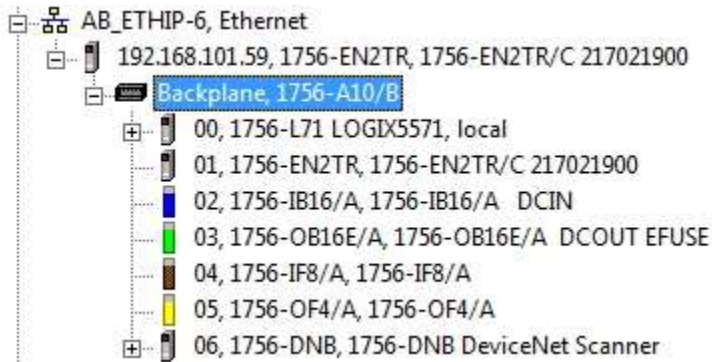 AB_ETHIP-6, Ethernet
192.168.101.59, 1756-EN2TR, 1756-EN2TR/C 217021900
Backplane, 1756-A10/B
00, 1756-L71 LOGIX5571, local
01, 1756-EN2TR, 1756-EN2TR/C 217021900
02, 1756-IB16/A, 1756-IB16/A DCIN
03, 1756-OB16E/A, 1756-OB16E/A DCOUT EFUSE
04, 1756-IF8/A, 1756-IF8/A
05, 1756-OF4/A, 1756-OF4/A
06, 1756-DNB, 1756-DNB DeviceNet Scanner